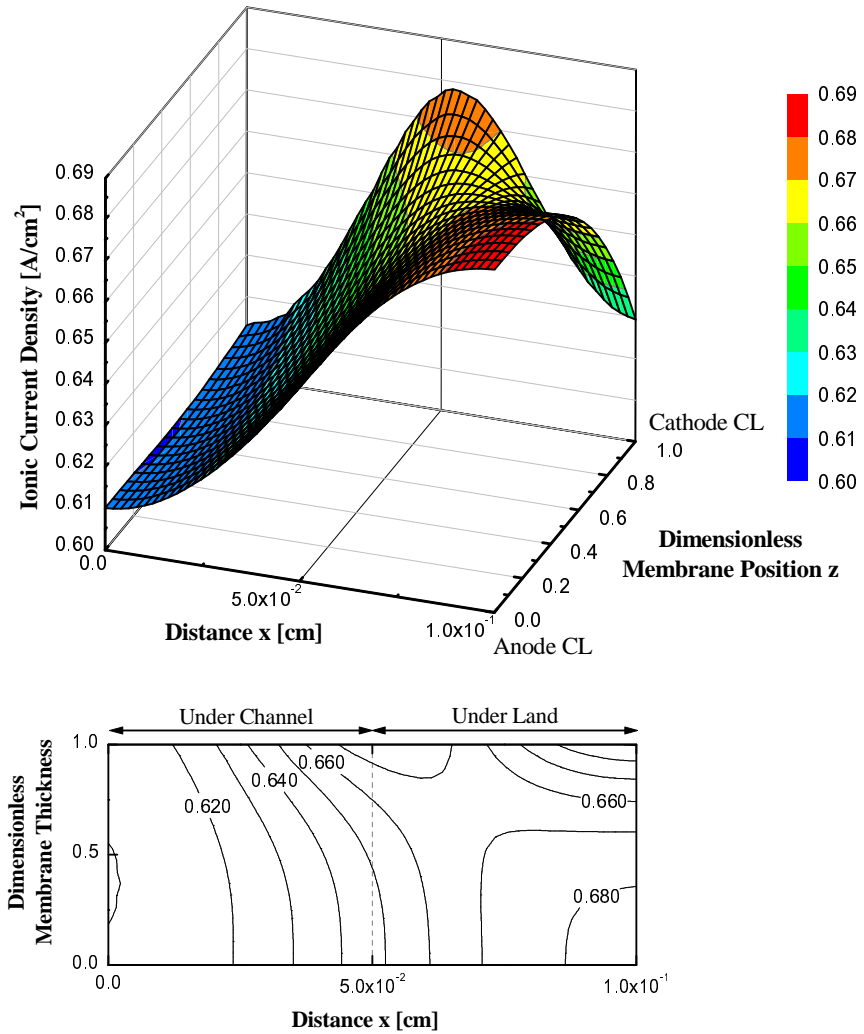 Ionic Current Density [A/cm²]
0.69
0.68
0.67
0.66
0.65
0.64
0.63
0.62
0.61
0.60
0.0
5.0x10⁻²
1.0x10⁻¹
Distance x [cm]
Anode CL
0.0
0.2
0.4
0.6
0.8
1.0
Cathode CL
Dimensionless
Membrane Position z
0.69
0.68
0.67
0.66
0.65
0.64
0.63
0.62
0.61
0.60
Under Channel
Under Land
Dimensionless
Membrane Thickness
1.0
0.5
0.0
0.620
0.640
0.660
0.660
0.680
0.0
5.0x10⁻²
1.0x10⁻¹
Distance x [cm]